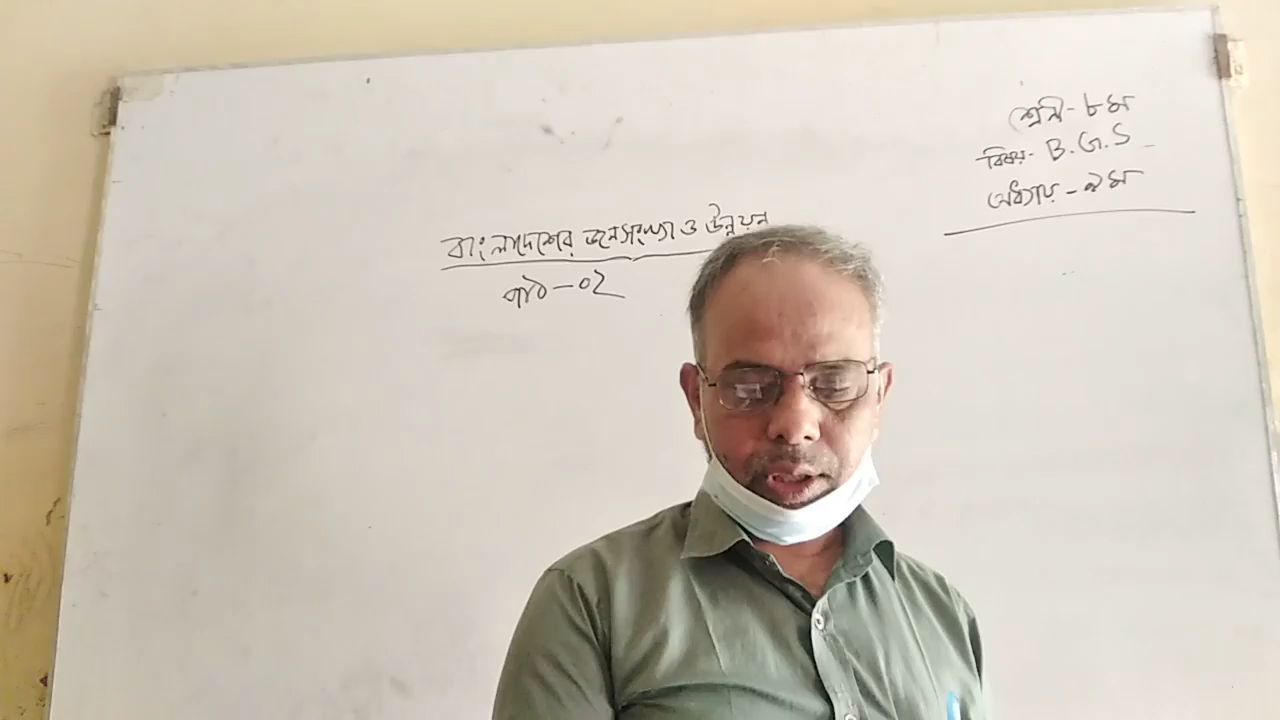 শ্রেনী - ৮ম
বিষয় - B.G.S
অধ্যায় - ৯ম
বাংলাদেশের জনসংখ্যা ও উন্নয়ন
পাঠ - ০২